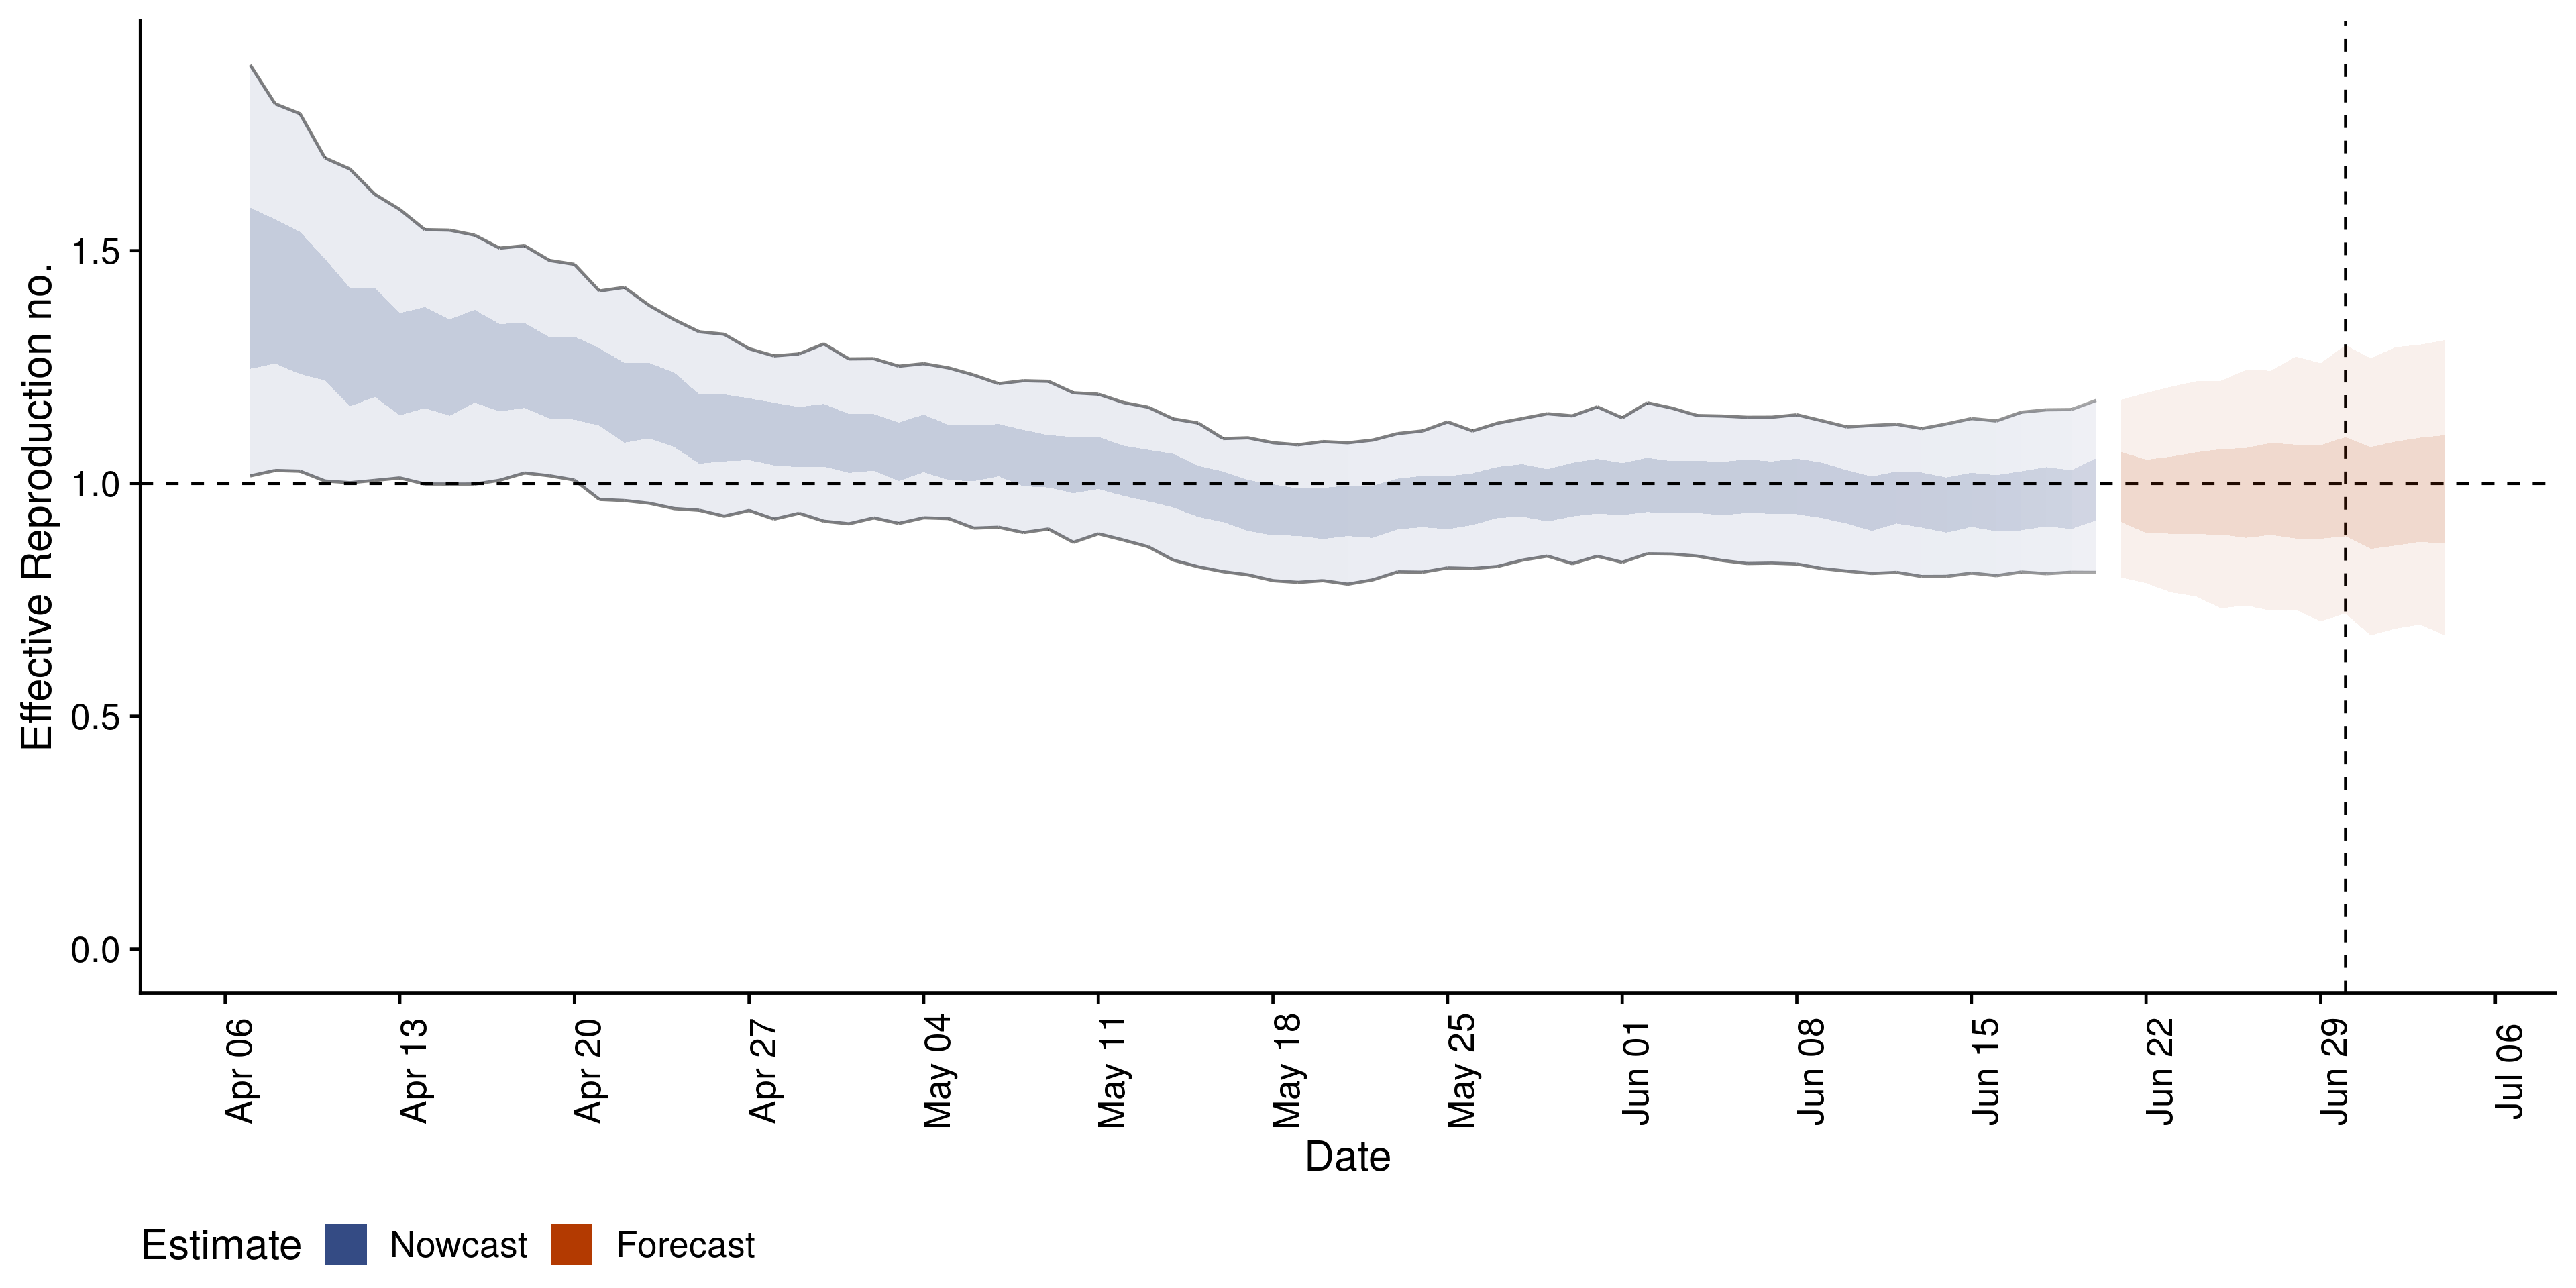 Effective Reproduction no.
1.5
1.0
0.5
0.0
Apr 06
Apr 13
Apr 20
Apr 27
May 04
May 11
May 18
May 25
Jun 01
Jun 08
Jun 15
Jun 22
Jun 29
Jul 06
Date
Estimate Nowcast Forecast